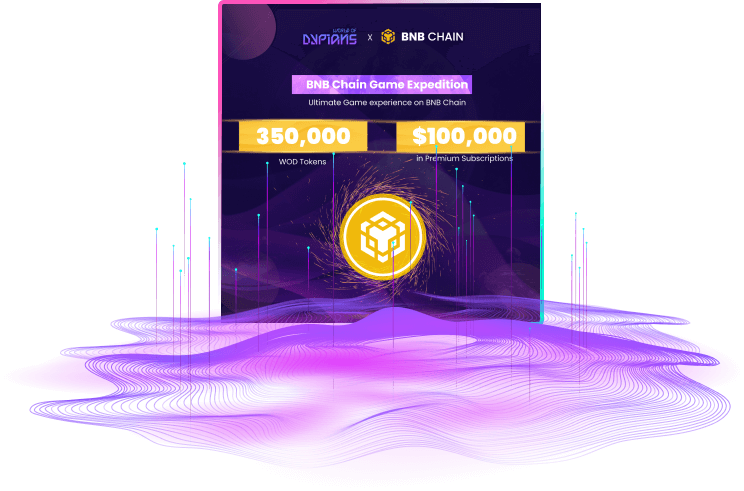 WORLD OF
DYPIANS X BNB CHAIN
BNB Chain Game Expedition
Ultimate Game experience on BNB Chain
350,000 $100,000
WOD Tokens in Premium Subscriptions